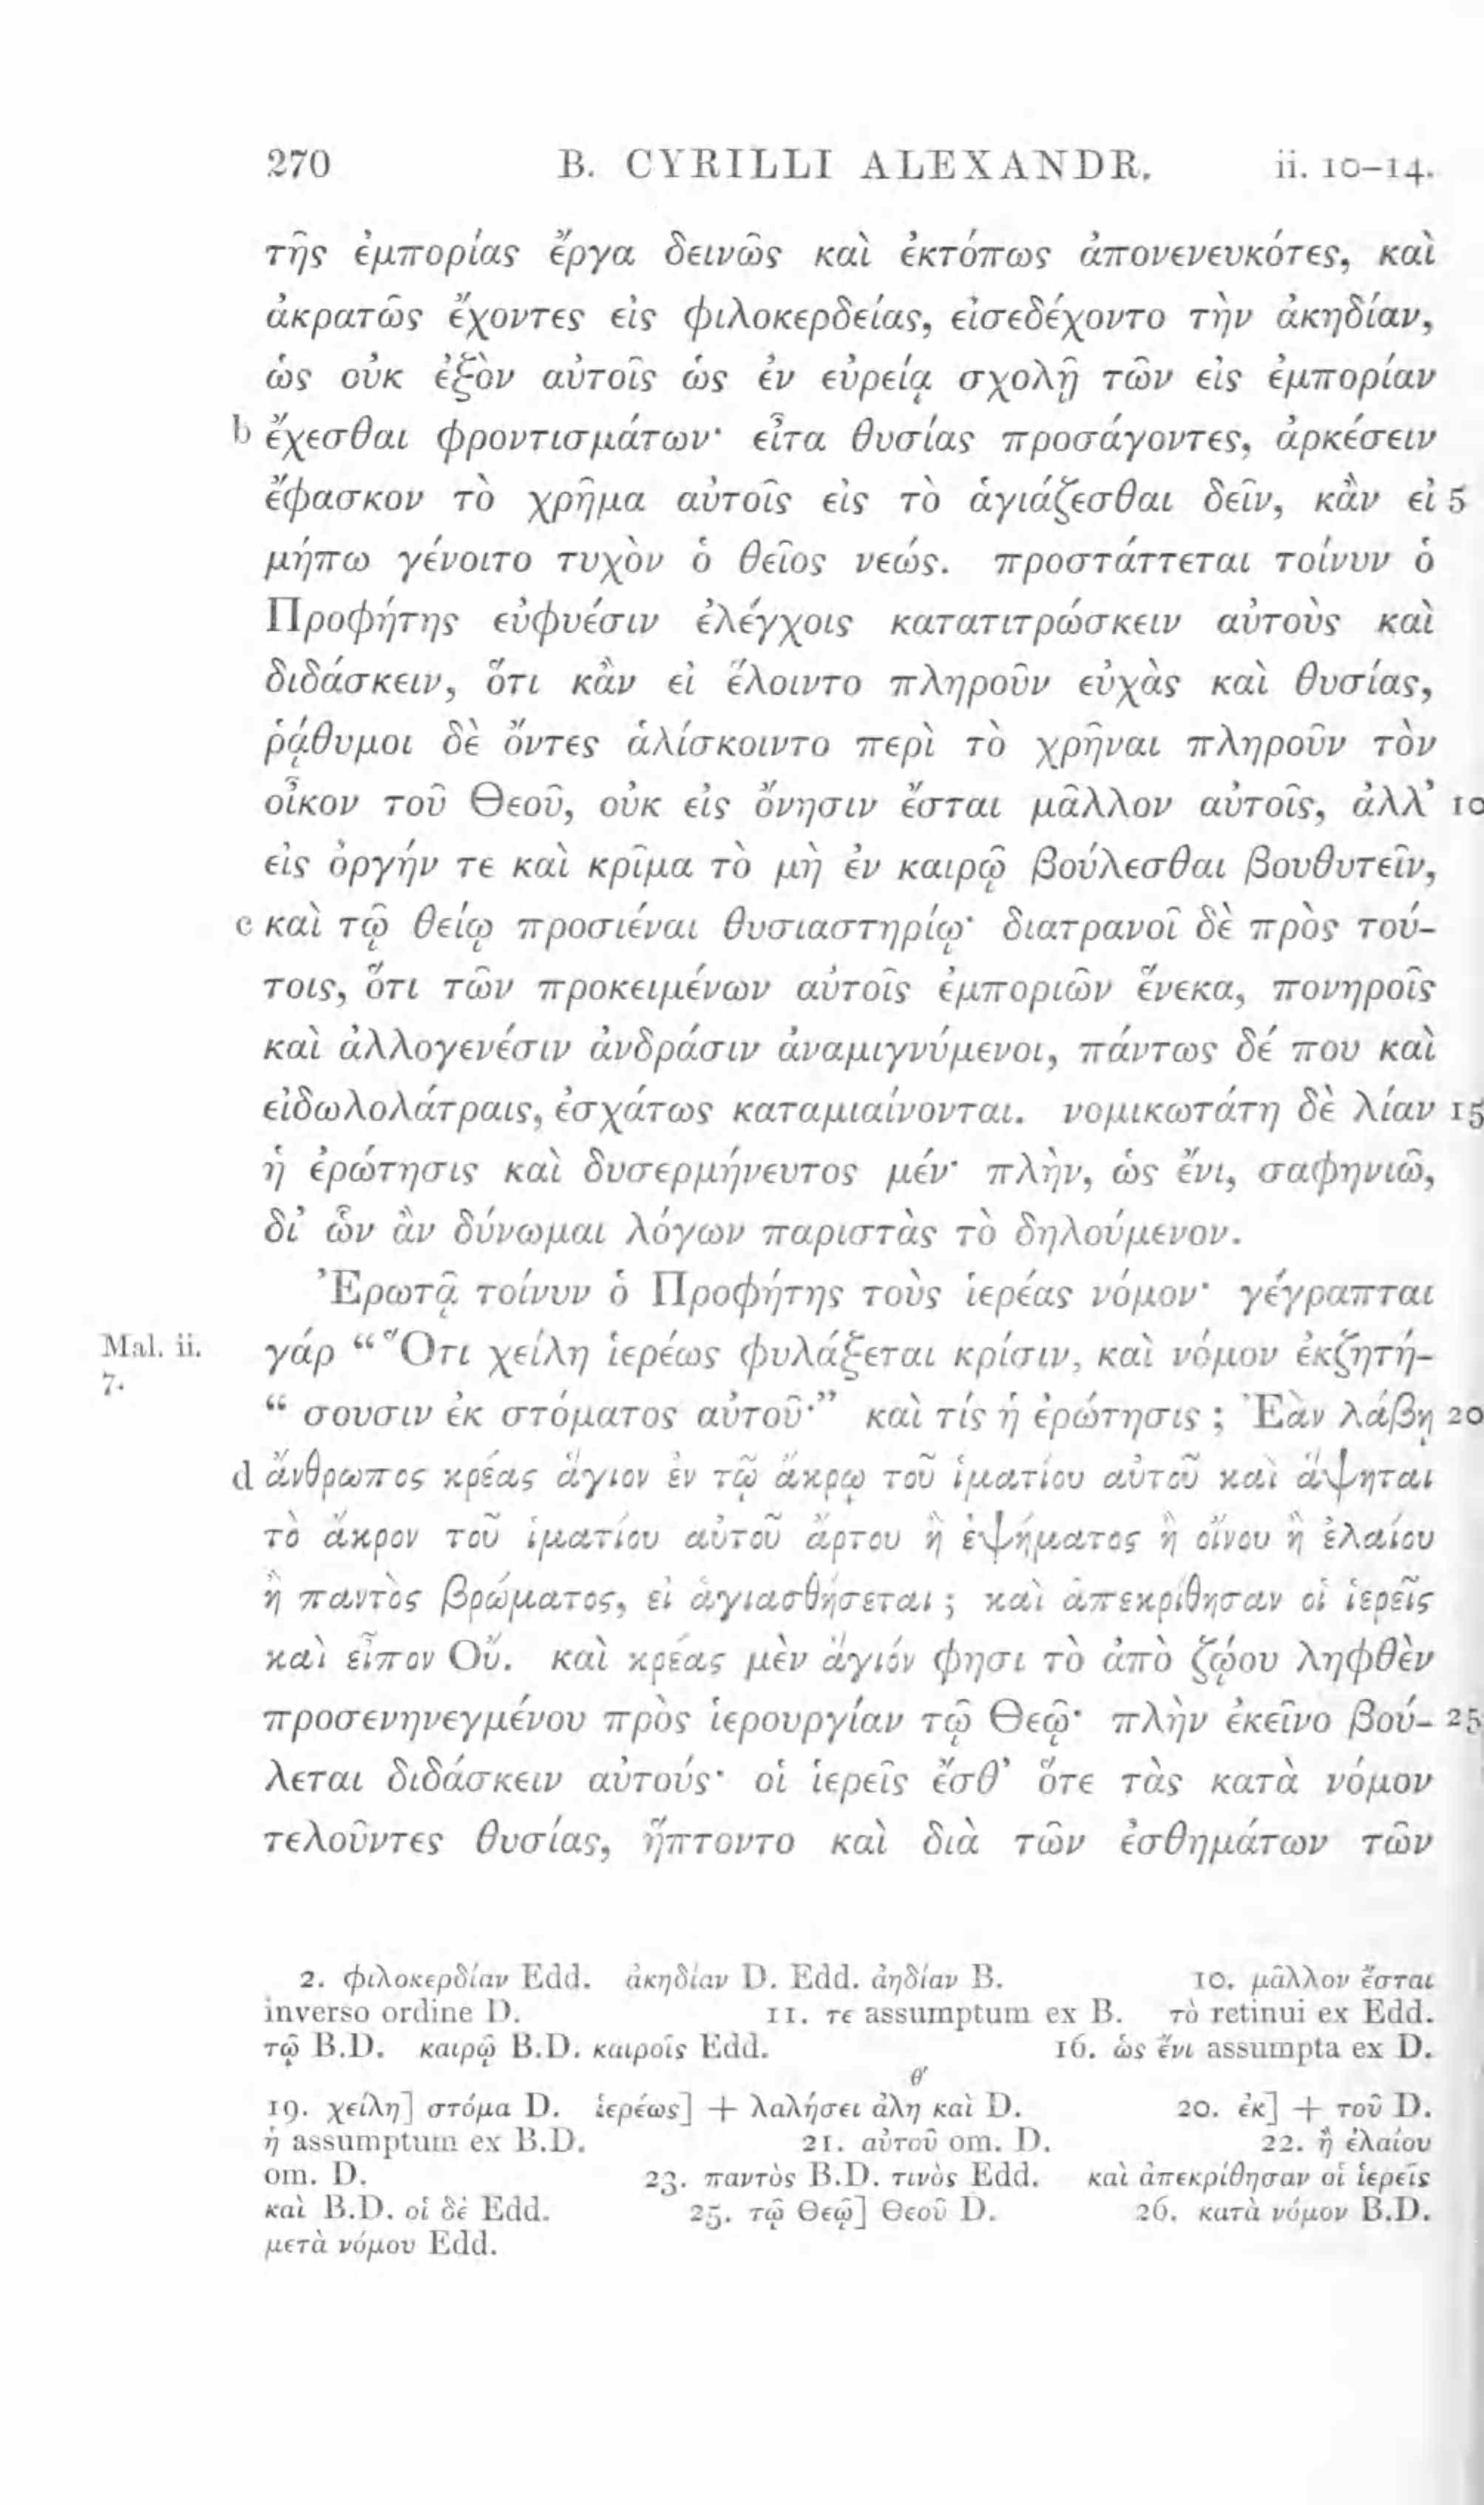 270 B. CYRILLI ALEXANDR. ii. 10–14.
τῆς ἐμπορίας ἔργα δεινῶς καὶ ἐκτόπως ἀπονενευκότες, καὶ
ἀκρατῶς ἔχοντες εἰς φιλοκερδείας, εἰσεδέχοντο τὴν ἀκηδίαν,
ὡς οὐκ ἐξὸν αὐτοῖς ὡς ἐν εὐρείᾳ σχολῇ τῶν εἰς ἐμπορίαν
b ἔχεσθαι φροντισμάτων· εἶτα θυσίας προσάγοντες, ἀρκέσειν
ἔφασκον τὸ χρῆμα αὐτοῖς εἰς τὸ ἁγιάζεσθαι δεῖν, κἂν εἰ 5
μήπω γένοιτο τυχὸν ὁ θεῖος νεώς. προστάττεται τοίνυν ὁ
Προφήτης εὐφυέσιν ἐλέγχοις κατατιτρώσκειν αὐτοὺς καὶ
διδάσκειν, ὅτι κἂν εἰ ἕλοιντο πληροῦν εὐχὰς καὶ θυσίας,
ῥᾴθυμοι δὲ ὄντες ἁλίσκοιντο περὶ τὸ χρῆναι πληροῦν τὸν
οἶκον τοῦ Θεοῦ, οὐκ εἰς ὄνησιν ἔσται μᾶλλον αὐτοῖς, ἀλλ’ 10
εἰς ὀργήν τε καὶ κρῖμα τὸ μὴ ἐν καιρῷ βούλεσθαι βουθυτεῖν,
c καὶ τῷ θείῳ προσιέναι θυσιαστηρίῳ· διατρανοῖ δὲ πρὸς τού-
τοις, ὅτι τῶν προκειμένων αὐτοῖς ἐμποριῶν ἕνεκα, πονηροῖς
καὶ ἀλλογενέσιν ἀνδράσιν ἀναμιγνύμενοι, πάντως δέ που καὶ
εἰδωλολάτραις, ἐσχάτως καταμιαίνονται. νομικωτάτη δὲ λίαν 15
ἡ ἐρώτησις καὶ δυσερμήνευτος μέν· πλὴν, ὡς ἔνι, σαφηνιῶ,
δι’ ὧν ἂν δύνωμαι λόγων παριστὰς τὸ δηλούμενον.
Ἐρωτᾷ τοίνυν ὁ Προφήτης τοὺς ἱερέας νόμον· γέγραπται
Mal. ii. 7. γάρ “Ὅτι χείλη ἱερέως φυλάξεται κρίσιν, καὶ νόμον ἐκζητή-
“ σουσιν ἐκ στόματος αὐτοῦ·” καὶ τίς ἡ ἐρώτησις ; Ἐὰν λάβῃ 20
d ἄνθρωπος κρέας ἅγιον ἐν τῷ ἄκρῳ τοῦ ἱματίου αὐτοῦ καὶ ἅψηται
τὸ ἄκρον τοῦ ἱματίου αὐτοῦ ἄρτου ἢ ἑψήματος ἢ οἴνου ἢ ἐλαίου
ἢ παντὸς βρώματος, εἰ ἁγιασθήσεται ; καὶ ἀπεκρίθησαν οἱ ἱερεῖς
καὶ εἶπον Οὔ. καὶ κρέας μὲν ἅγιόν φησι τὸ ἀπὸ ζῴου ληφθὲν
προσενηνεγμένου πρὸς ἱερουργίαν τῷ Θεῷ· πλὴν ἐκεῖνο βού- 25
λεται διδάσκειν αὐτούς· οἱ ἱερεῖς ἔσθ’ ὅτε τὰς κατὰ νόμον
τελοῦντες θυσίας, ἥπτοντο καὶ διὰ τῶν ἐσθημάτων τῶν
2. φιλοκερδίαν Edd. ἀκηδίαν D. Edd. ἀηδίαν B. 10. μᾶλλον ἔσται
inverso ordine D. 11. τε assumptum ex B. τὸ retinui ex Edd.
τῷ B.D. καιρῷ B.D. καιροῖς Edd. 16. ὡς ἔνι assumpta ex D.
θ′
19. χείλη] στόμα D. ἱερέως] + λαλήσει ἀλη καὶ D. 20. ἐκ] + τοῦ D.
ἡ assumptum ex B.D. 21. αὐτοῦ om. D. 22. ἢ ἐλαίου
om. D. 23. παντὸς B.D. τινὸς Edd. καὶ ἀπεκρίθησαν οἱ ἱερεῖς
καὶ B.D. οἱ δὲ Edd. 25. τῷ Θεῷ] Θεοῦ D. 26. κατὰ νόμον B.D.
μετὰ νόμου Edd.